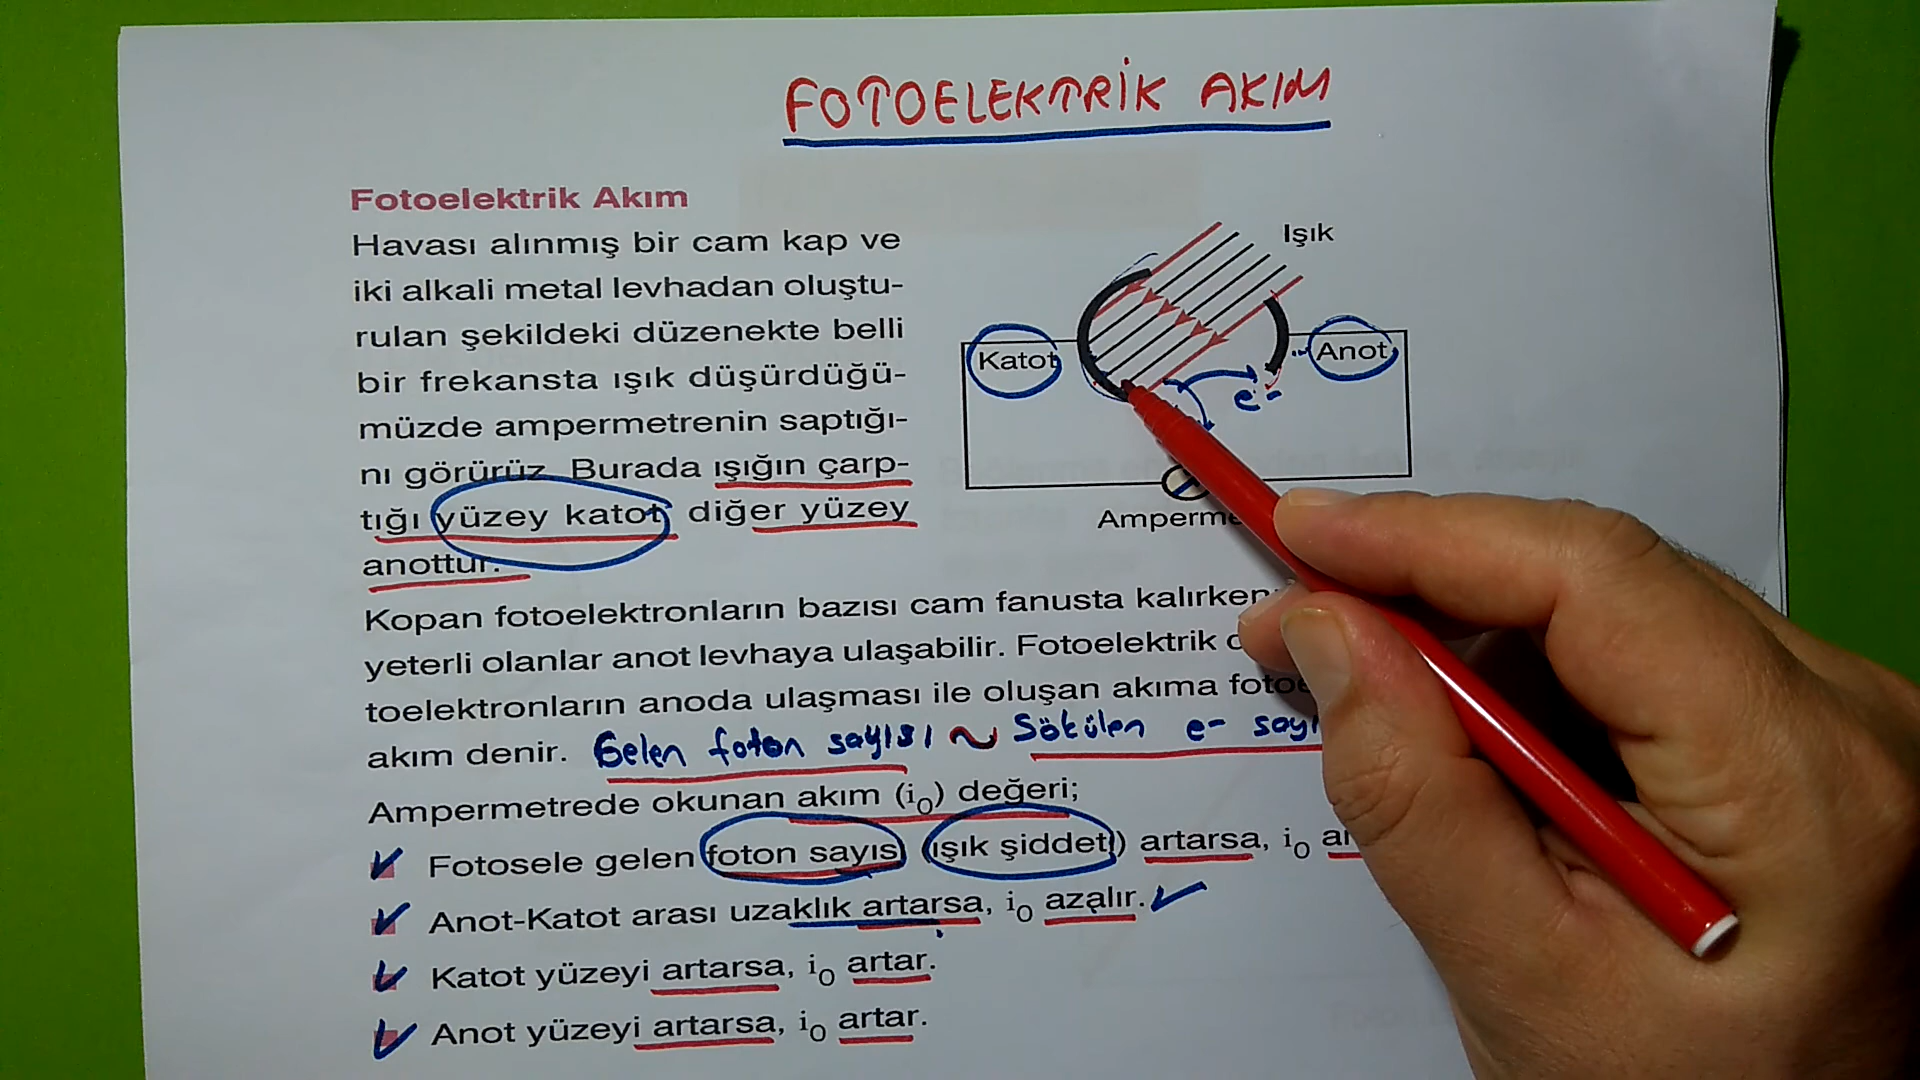 FOTOELEKTRİK AKIM
Fotoelektrik Akım
Havası alınmış bir cam kap ve
iki alkali metal levhadan oluştu-
rulan şekildeki düzenekte belli
bir frekansta ışık düşürdüğü-
müzde ampermetrenin saptığı-
nı görürüz. Burada ışığın çarp-
tığı yüzey katot diğer yüzey
anottur.
Işık
Katot
Anot
e-
Kopan fotoelektronların bazısı cam fanusta kalırken
yeterli olanlar anot levhaya ulaşabilir. Fotoelektrik
toelektronların anoda ulaşması ile oluşan akıma
akım denir. Gelen foton sayısı ~ Sökülen e-
Ampermetrede okunan akım (i0) değeri;
Fotosele gelen foton sayısı (ışık şiddeti) artarsa, i0
Anot-Katot arası uzaklık artarsa, i0 azalır.
Katot yüzeyi artarsa, i0 artar.
Anot yüzeyi artarsa, i0 artar.